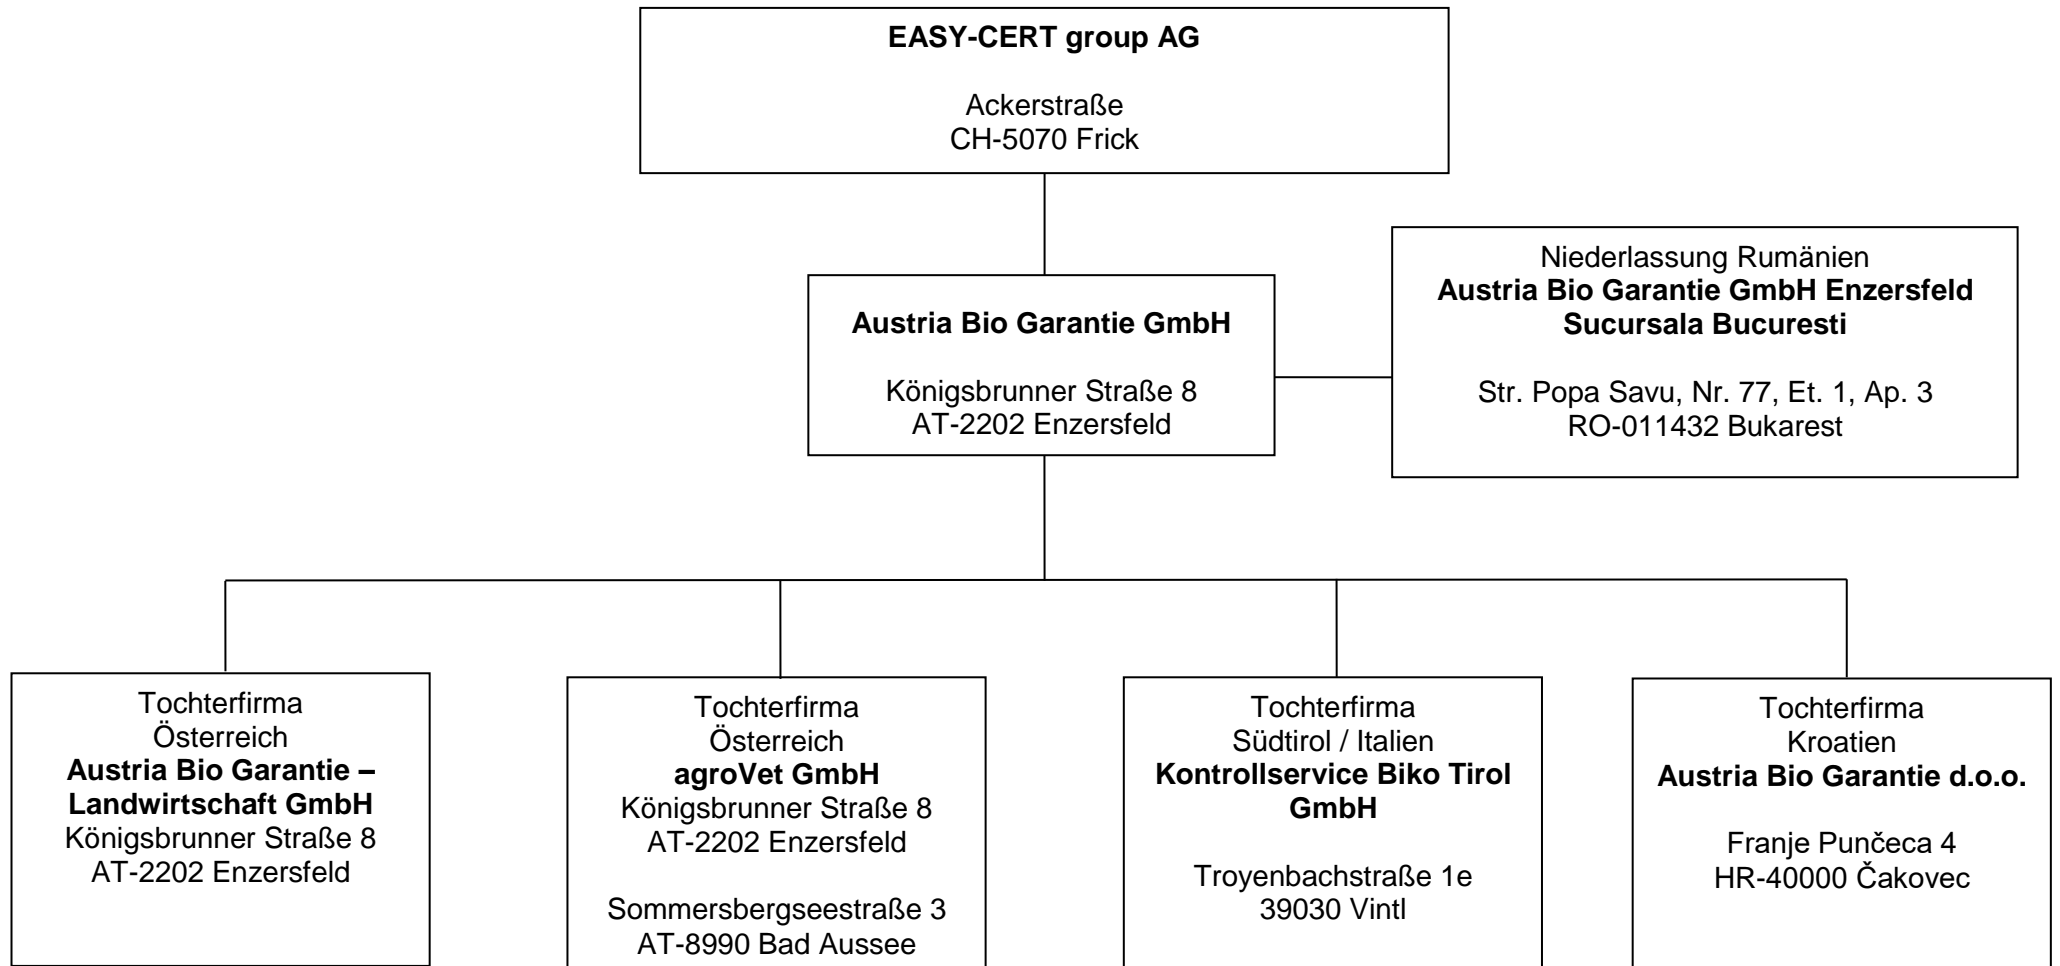 EASY-CERT group AG
Ackerstraße
CH-5070 Frick
Austria Bio Garantie GmbH
Königsbrunner Straße 8
AT-2202 Enzersfeld
Niederlassung Rumänien
Austria Bio Garantie GmbH Enzersfeld
Sucursala Bucuresti
Str. Popa Savu, Nr. 77, Et. 1, Ap. 3
RO-011432 Bukarest
Tochterfirma
Österreich
Austria Bio Garantie –
Landwirtschaft GmbH
Königsbrunner Straße 8
AT-2202 Enzersfeld
Tochterfirma
Österreich
agroVet GmbH
Königsbrunner Straße 8
AT-2202 Enzersfeld
Sommersbergseestraße 3
AT-8990 Bad Aussee
Tochterfirma
Südtirol / Italien
Kontrollservice Biko Tirol
GmbH
Troyenbachstraße 1e
39030 Vintl
Tochterfirma
Kroatien
Austria Bio Garantie d.o.o.
Franje Punčeca 4
HR-40000 Čakovec